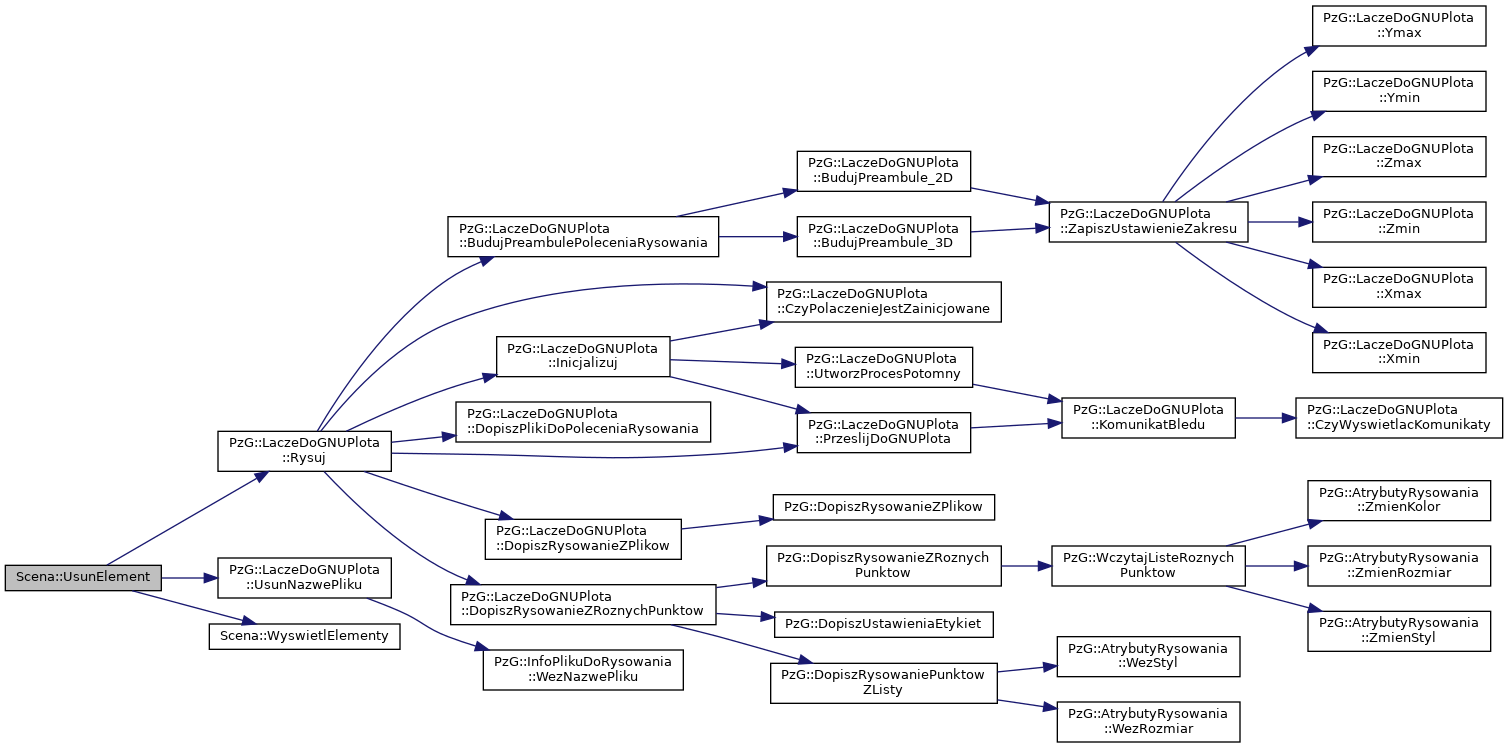 Scena::UsunElement
PzG::LaczeDoGNUPlota
::Rysuj
PzG::LaczeDoGNUPlota
::UsunNazwePliku
Scena::WyswietlElementy
PzG::LaczeDoGNUPlota
::BudujPreambulePoleceniaRysowania
PzG::LaczeDoGNUPlota
::Inicjalizuj
PzG::LaczeDoGNUPlota
::DopiszPlikiDoPoleceniaRysowania
PzG::LaczeDoGNUPlota
::DopiszRysowanieZPlikow
PzG::LaczeDoGNUPlota
::DopiszRysowanieZRoznychPunktow
PzG::InfoPlikuDoRysowania
::WezNazwePliku
PzG::LaczeDoGNUPlota
::BudujPreambule_2D
PzG::LaczeDoGNUPlota
::BudujPreambule_3D
PzG::LaczeDoGNUPlota
::CzyPolaczenieJestZainicjowane
PzG::LaczeDoGNUPlota
::UtworzProcesPotomny
PzG::LaczeDoGNUPlota
::PrzeslijDoGNUPlota
PzG::DopiszRysowanieZPlikow
PzG::DopiszRysowanieZRoznych
Punktow
PzG::DopiszUstawieniaEtykiet
PzG::DopiszRysowaniePunktow
ZListy
PzG::LaczeDoGNUPlota
::ZapiszUstawienieZakresu
PzG::LaczeDoGNUPlota
::KomunikatBledu
PzG::WczytajListeRoznych
Punktow
PzG::AtrybutyRysowania
::WezStyl
PzG::AtrybutyRysowania
::WezRozmiar
PzG::LaczeDoGNUPlota
::Ymax
PzG::LaczeDoGNUPlota
::Ymin
PzG::LaczeDoGNUPlota
::Zmax
PzG::LaczeDoGNUPlota
::Zmin
PzG::LaczeDoGNUPlota
::Xmax
PzG::LaczeDoGNUPlota
::Xmin
PzG::LaczeDoGNUPlota
::CzyWyswietlacKomunikaty
PzG::AtrybutyRysowania
::ZmienKolor
PzG::AtrybutyRysowania
::ZmienRozmiar
PzG::AtrybutyRysowania
::ZmienStyl